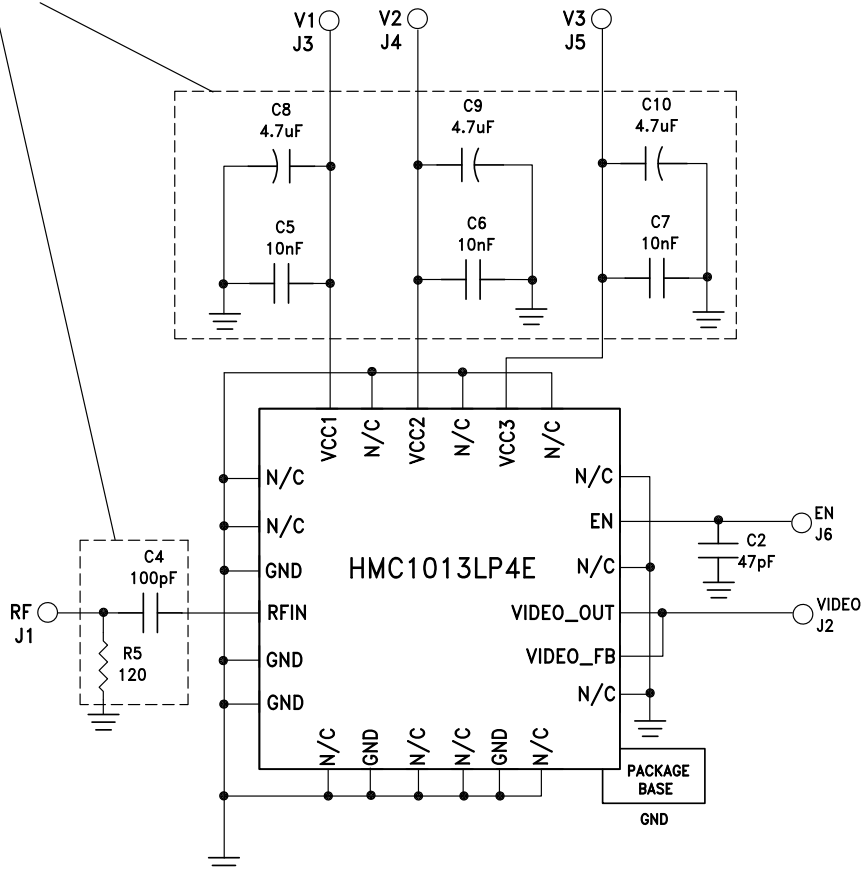 V1
J3
V2
J4
V3
J5
C8
4.7uF
C9
4.7uF
C10
4.7uF
C5
10nF
C6
10nF
C7
10nF
VCC1
N/C
VCC2
N/C
VCC3
N/C
N/C
N/C
GND
RFIN
GND
GND
HMC1013LP4E
N/C
EN
N/C
VIDEO_OUT
VIDEO_FB
N/C
EN
J6
C2
47pF
VIDEO
J2
C4
100pF
RF
J1
R5
120
N/C
GND
N/C
N/C
GND
N/C
PACKAGE
BASE
GND